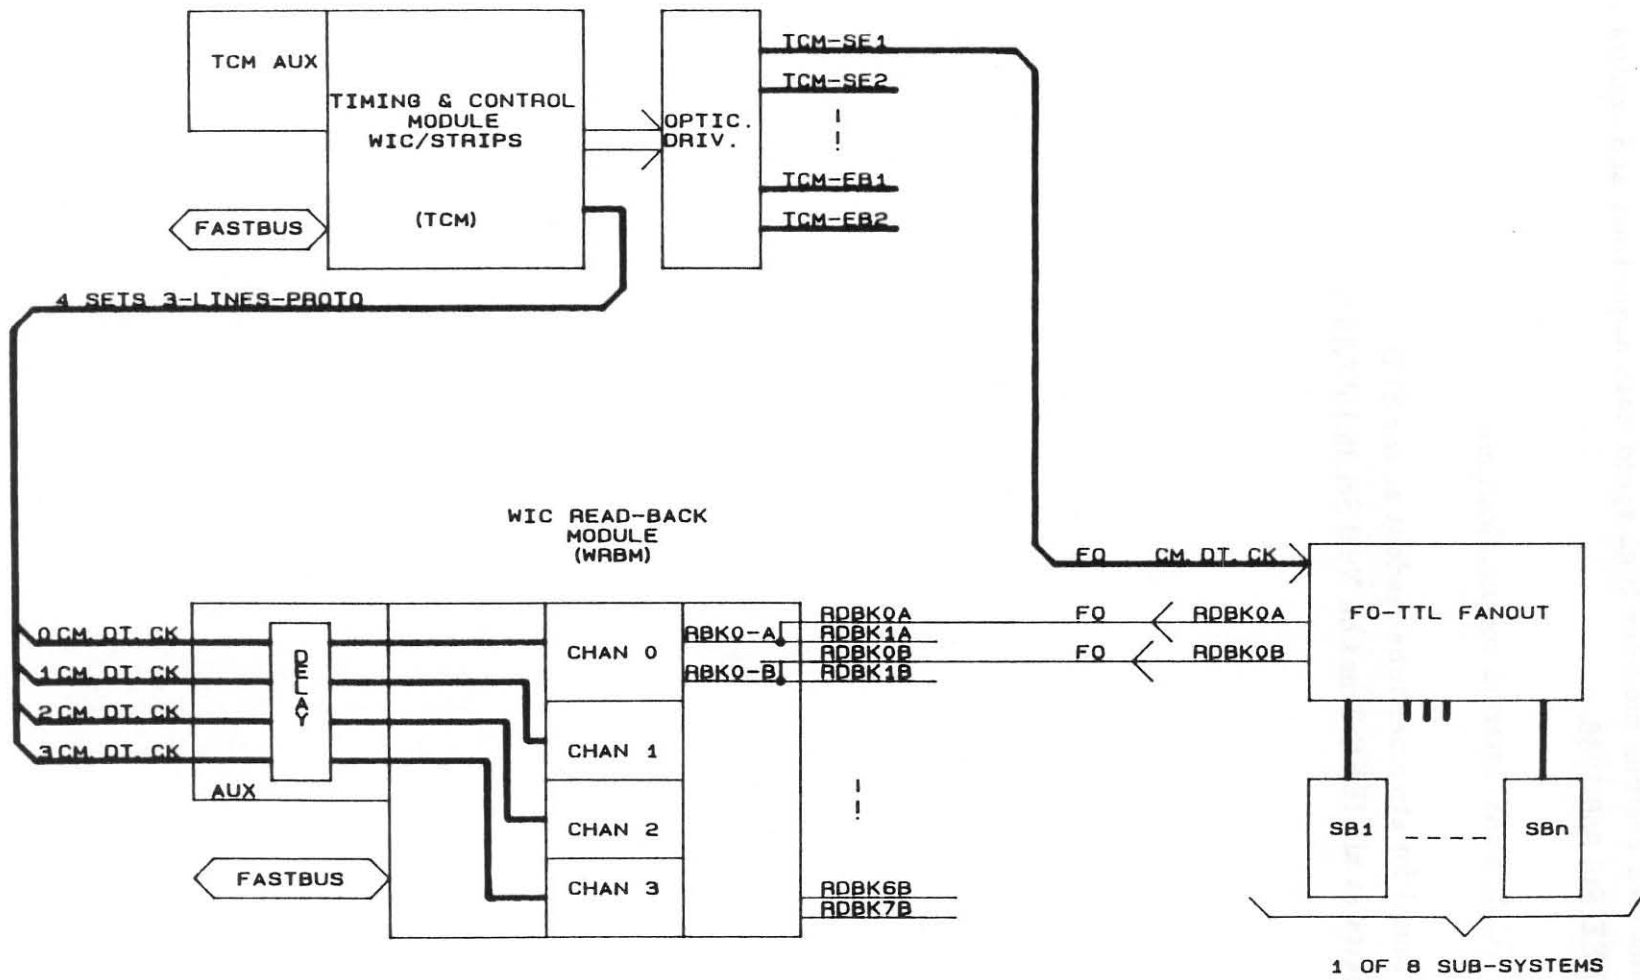 TCM AUX
TIMING & CONTROL
MODULE
WIC/STRIPS
(TCM)
FASTBUS
OPTIC.
DRIV.
TCM-SE1
TCM-SE2
TCM-EB1
TCM-EB2
4 SETS 3-LINES-PROTO
WIC READ-BACK
MODULE
(WRBM)
0 CM. DT. CK
1 CM. DT. CK
2 CM. DT. CK
3 CM. DT. CK
DELAY
AUX
FASTBUS
CHAN 0
CHAN 1
CHAN 2
CHAN 3
RBK0-A
RBK0-B
RDBK0A
RDBK1A
RDBK0B
RDBK1B
RDBK6B
RDBK7B
FO CM. DT. CK
FO RDBK0A
FO RDBK0B
FO-TTL FANOUT
SB1
SBn
1 OF 8 SUB-SYSTEMS